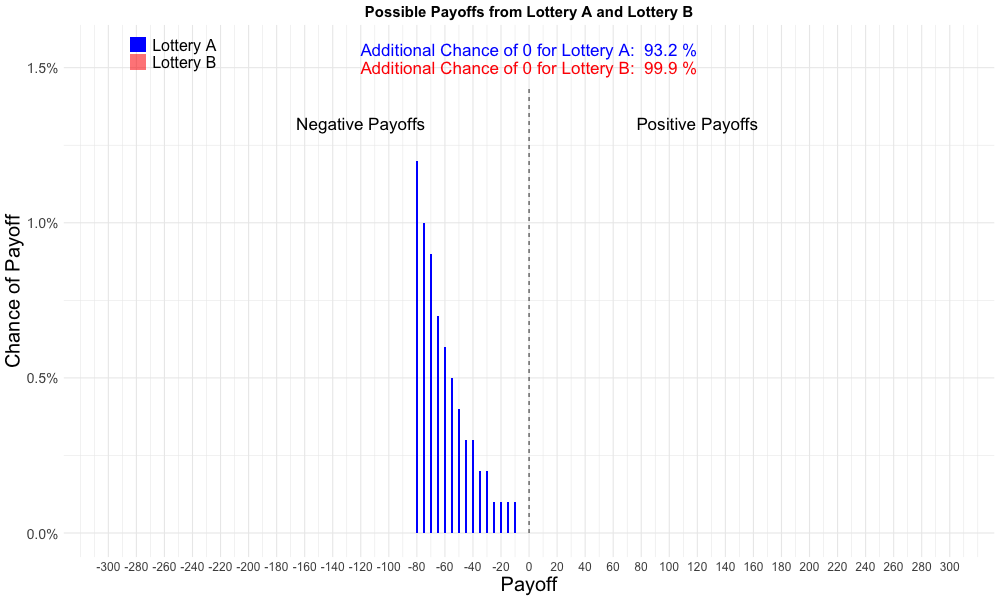 Possible Payoffs from Lottery A and Lottery B
Lottery A
Lottery B
Additional Chance of 0 for Lottery A: 93.2 %
Additional Chance of 0 for Lottery B: 99.9 %
Negative Payoffs
Positive Payoffs
Chance of Payoff
1.5%
1.0%
0.5%
0.0%
-300 -280 -260 -240 -220 -200 -180 -160 -140 -120 -100 -80 -60 -40 -20 0 20 40 60 80 100 120 140 160 180 200 220 240 260 280 300
Payoff